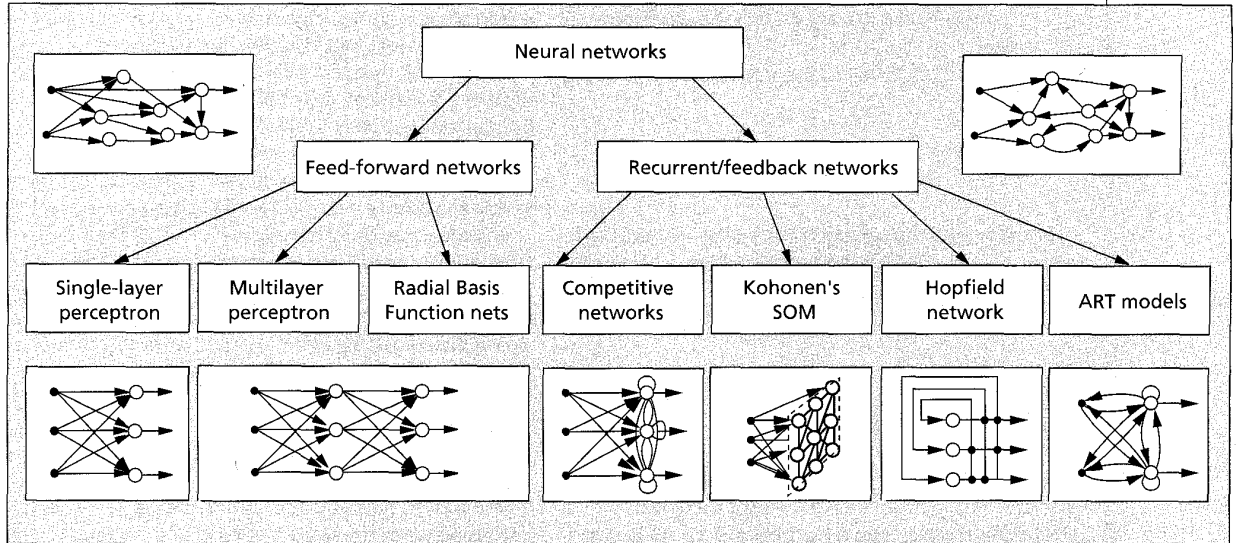 Neural networks
Feed-forward networks
Recurrent/feedback networks
Single-layer
perceptron
Multilayer
perceptron
Radial Basis
Function nets
Competitive
networks
Kohonen's
SOM
Hopfield
network
ART models